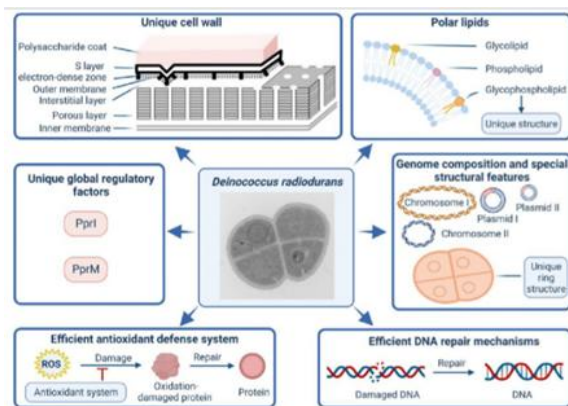 Unique cell wall
Polysaccharide coat
S layer
electron-dense zone
Outer membrane
Interstitial layer
Porous layer
Inner membrane
Polar lipids
Glycolipid
Phospholipid
Glycophospholipid
Unique structure
Unique global regulatory
factors
PprI
PprM
Deinococcus radiodurans
Genome composition and special
structural features
Chromosome I
Plasmid I
Plasmid II
Chromosome II
Unique
ring
structure
Efficient antioxidant defense system
ROS
Damage
Repair
Antioxidant system
Oxidation-
damaged protein
Protein
Efficient DNA repair mechanisms
Repair
Damaged DNA
DNA